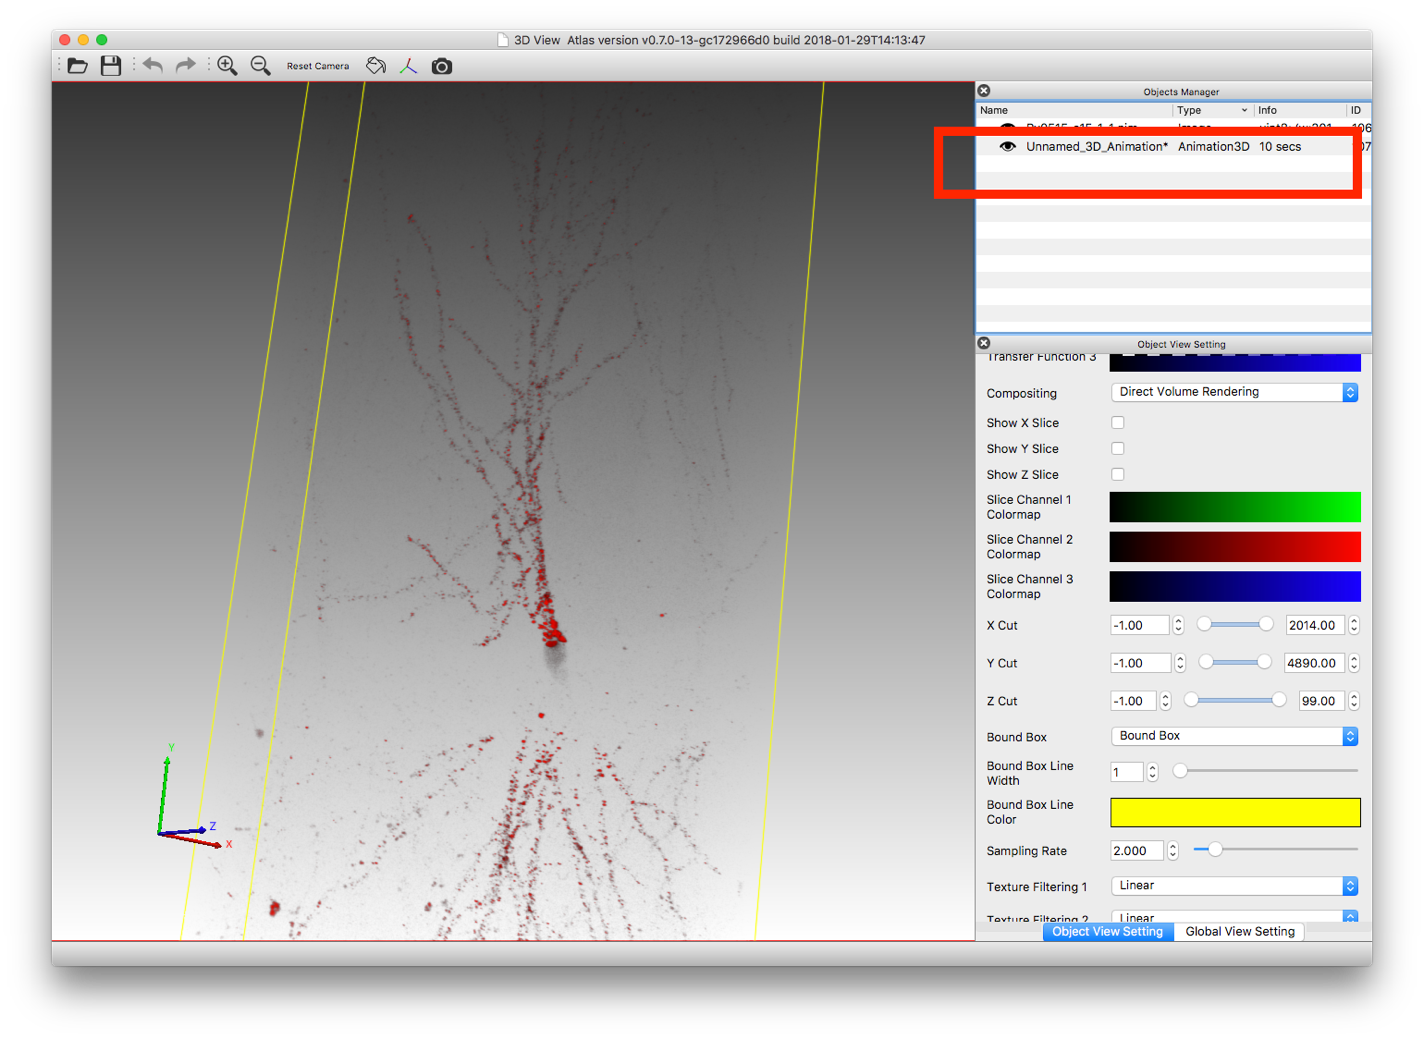 3D View  Atlas version v0.7.0-13-gc172966d0 build 2018-01-29T14:13:47
Reset Camera
Objects Manager
Name Type Info ID
Unnamed_3D_Animation* Animation3D 10 secs
Object View Setting
Transfer Function 3
Compositing Direct Volume Rendering
Show X Slice
Show Y Slice
Show Z Slice
Slice Channel 1
Colormap
Slice Channel 2
Colormap
Slice Channel 3
Colormap
X Cut -1.00 2014.00
Y Cut -1.00 4890.00
Z Cut -1.00 99.00
Bound Box Bound Box
Bound Box Line
Width
1
Bound Box Line
Color
Sampling Rate 2.000
Texture Filtering 1 Linear
Texture Filtering 2 Linear
Object View Setting Global View Setting
Y
Z
X